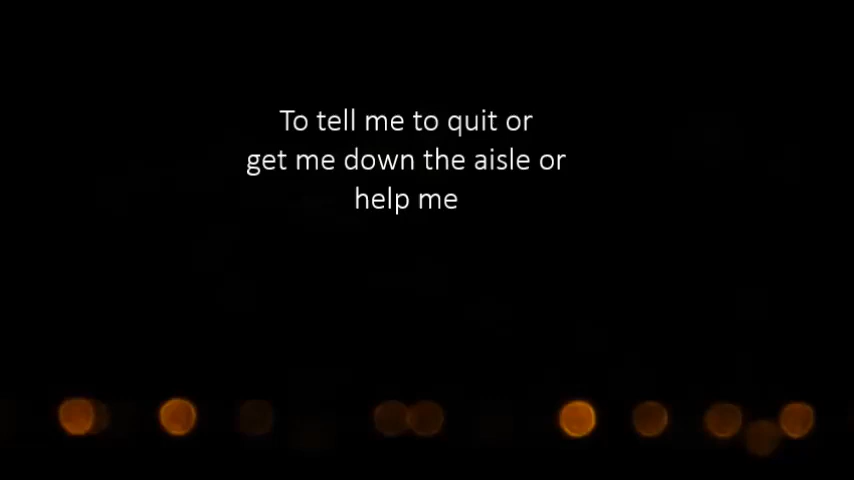 To tell me to quit or
get me down the aisle or
help me